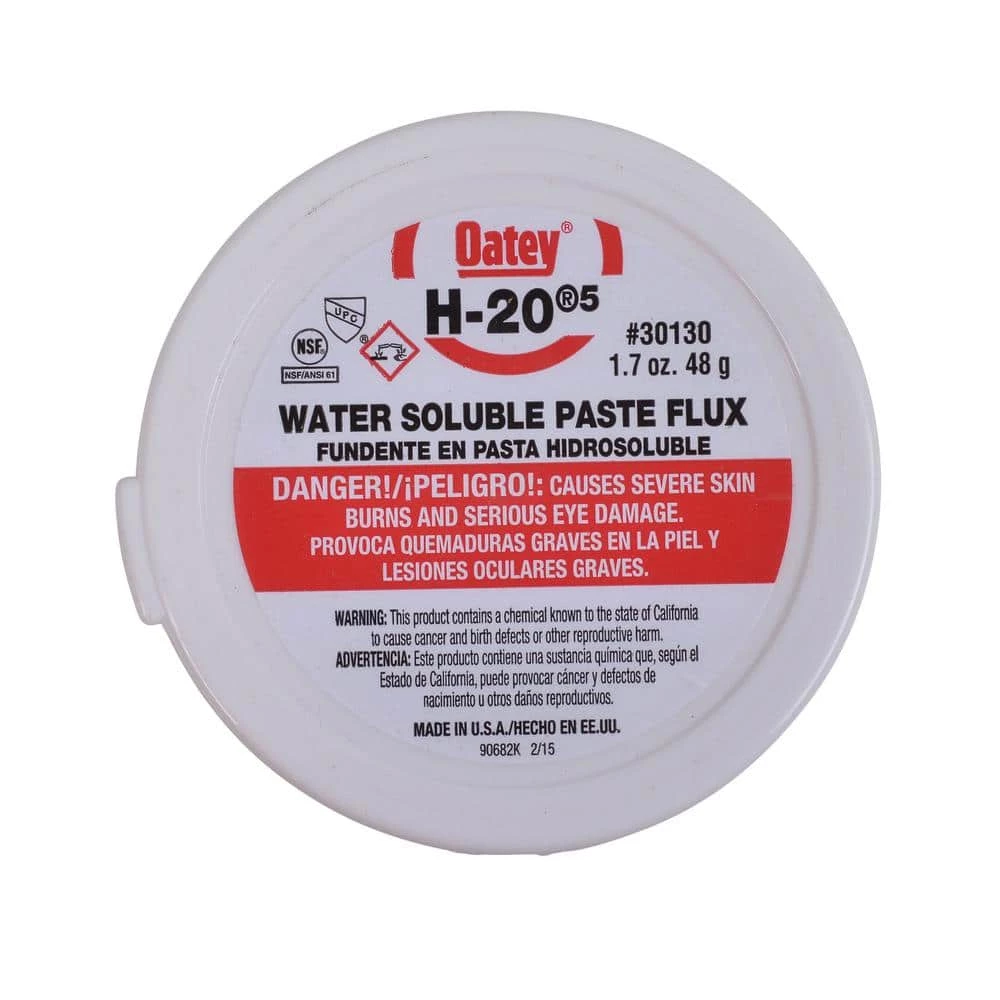 Oatey®
H-20®5
UPC®
NSF®
NSF/ANSI 61
#30130
1.7 oz. 48 g
WATER SOLUBLE PASTE FLUX
FUNDENTE EN PASTA HIDROSOLUBLE
DANGER!/¡PELIGRO!: CAUSES SEVERE SKIN
BURNS AND SERIOUS EYE DAMAGE.
PROVOCA QUEMADURAS GRAVES EN LA PIEL Y
LESIONES OCULARES GRAVES.
WARNING: This product contains a chemical known to the state of California
to cause cancer and birth defects or other reproductive harm.
ADVERTENCIA: Este producto contiene una sustancia química que, según el
Estado de California, puede provocar cáncer y defectos de
nacimiento u otros daños reproductivos.
MADE IN U.S.A./HECHO EN EE.UU.
90682K 2/15